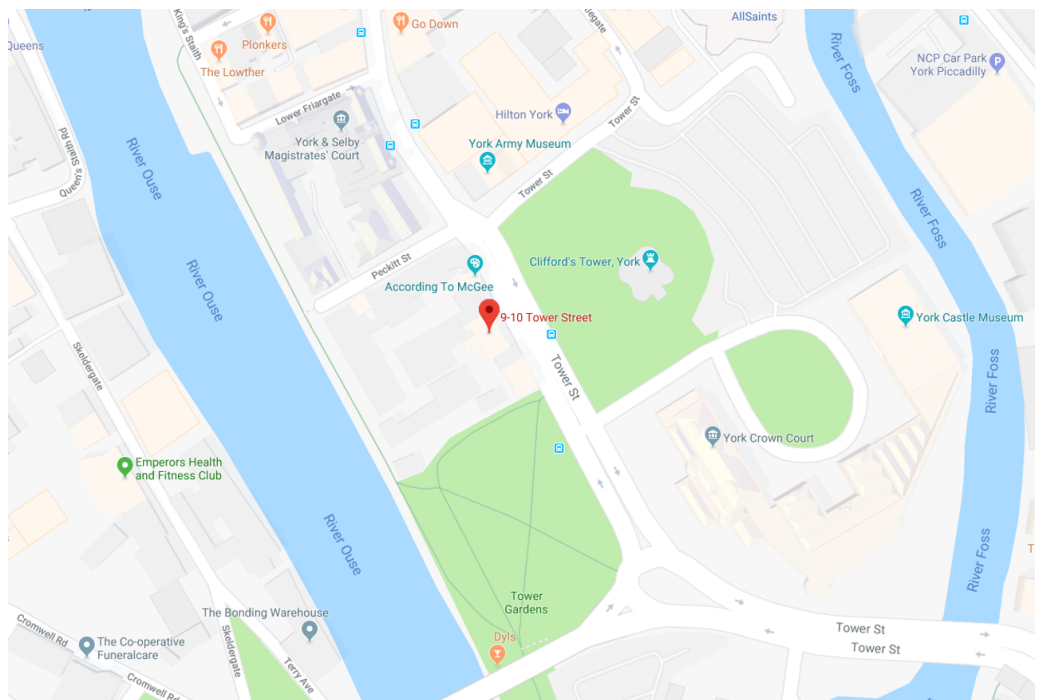 King's Staith
Go Down
degate
AllSaints
Queens
Plonkers
The Lowther
River Foss
NCP Car Park
York Piccadilly
P
Lower Friargate
Hilton York
Tower St
York & Selby
Magistrates' Court
York Army Museum
River Ouse
Queen's Staith Rd
Tower St
River Foss
Peckitt St
Clifford's Tower, York
River Ouse
According To McGee
9-10 Tower Street
York Castle Museum
Skeldergate
Tower St
River Foss
York Crown Court
Emperors Health
and Fitness Club
River Ouse
River Foss
T
Tower
Gardens
The Bonding Warehouse
Cromwell Rd
The Co-operative
Funeralcare
Skeldergate
Terry Ave
Dyls
Tower St
Tower St
Cromwell Rd